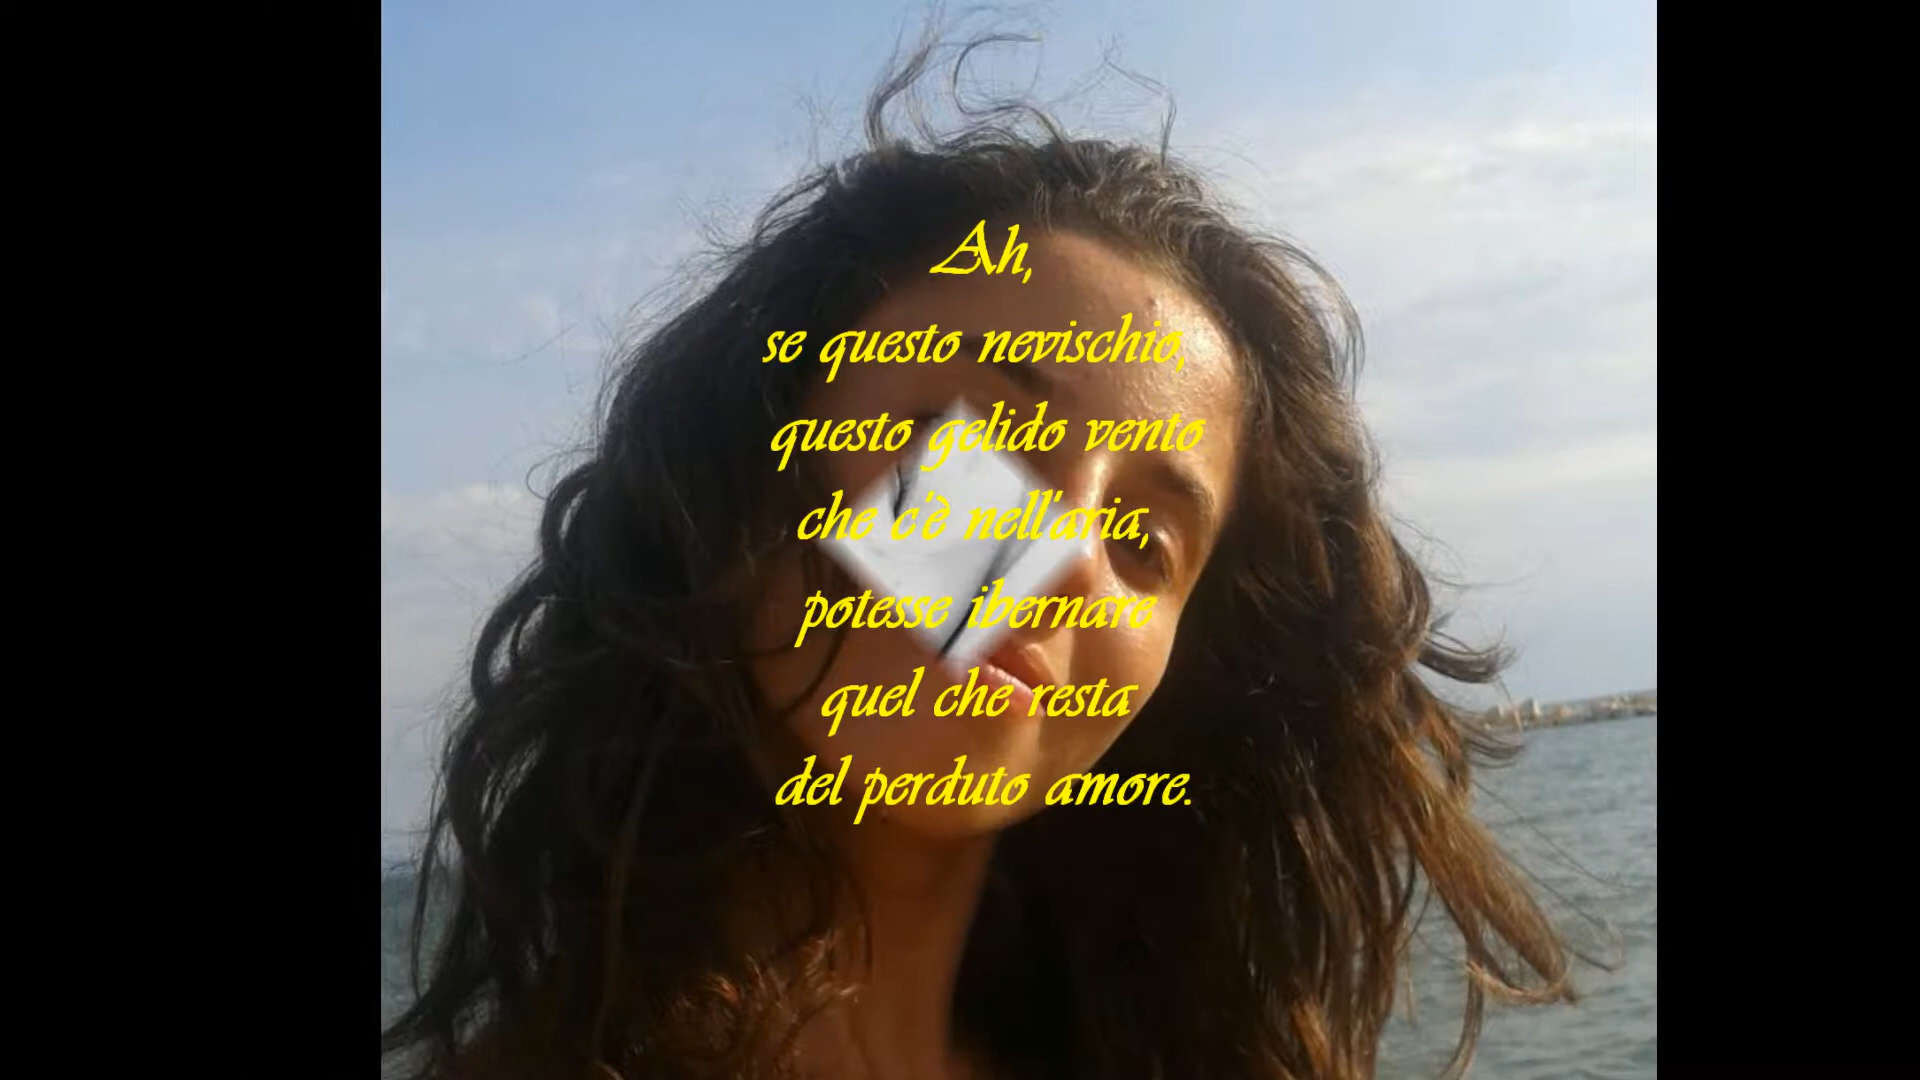 Ah,
se questo nevischio,
questo gelido vento
che c'è nell'aria,
potesse ibernare
quel che resta
del perduto amore.